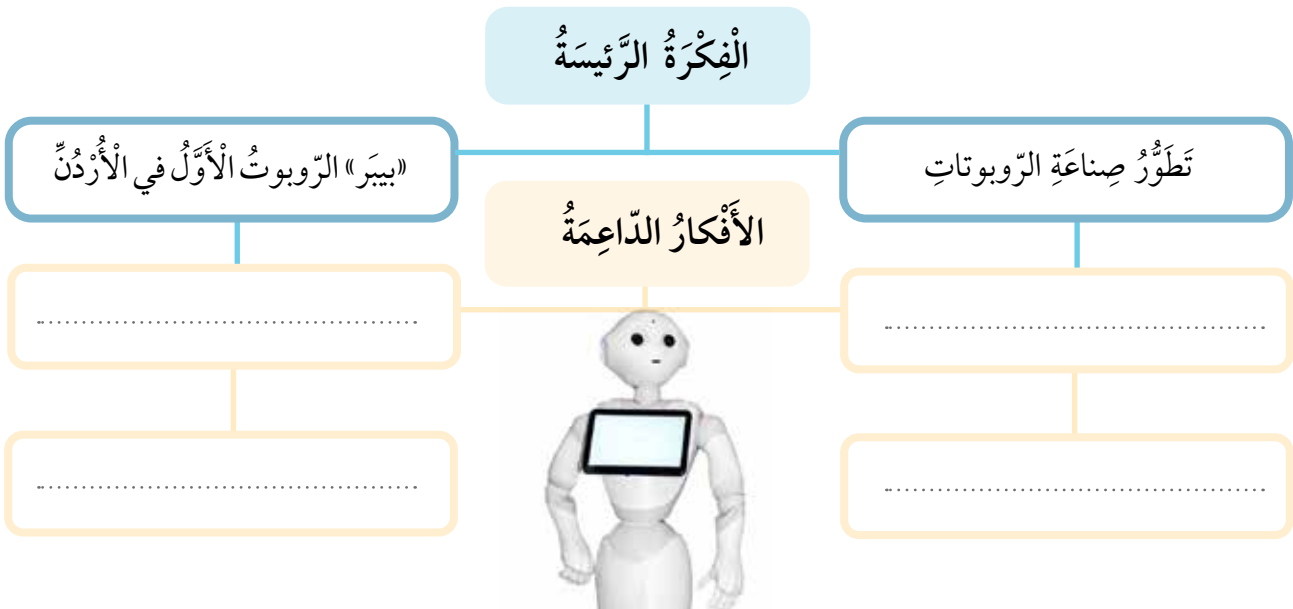 الْفِكْرَةُ الرَّئيسَةُ
تَطَوُّرُ صِناعَةِ الرّوبوتاتِ
«بيبَر» الرّوبوتُ الْأَوَّلُ في الْأُرْدُنِّ
الأَفْكارُ الدّاعِمَةُ